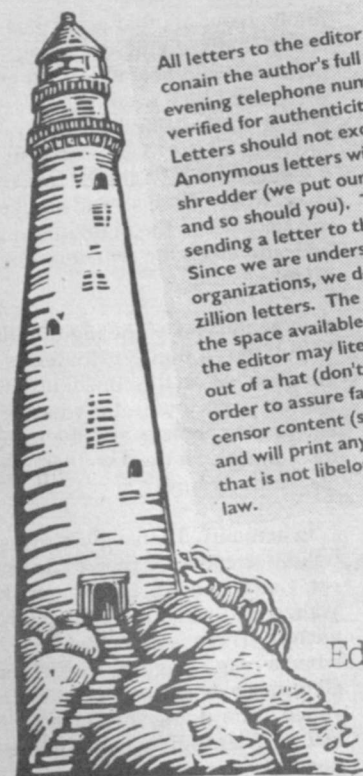 All letters to the editor
conain the author's full
evening telephone num
verified for authenticit
Letters should not exc
Anonymous letters w
shredder (we put our
and so should you).
sending a letter to th
Since we are unders
organizations, we d
zillion letters. The
the space available
the editor may lite
out of a hat (don't
order to assure fa
censor content (s
and will print any
that is not libelo
law.
Ed